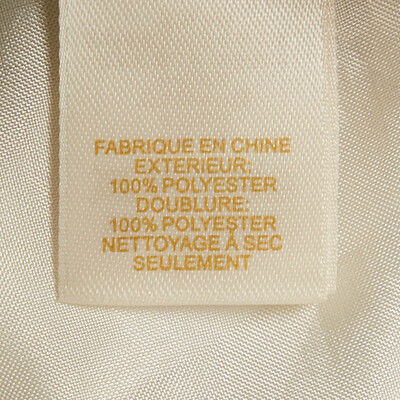 FABRIQUE EN CHINE
EXTERIEUR:
100% POLYESTER
DOUBLURE:
100% POLYESTER
NETTOYAGE À SEC
SEULEMENT